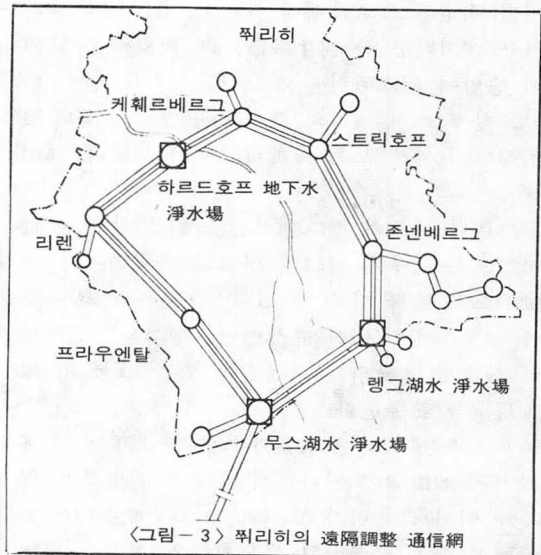 쮜리히
케훼르베르그
스트릭호프
하르드호프 地下水
淨水場
리렌
존넨베르그
프라우엔탈
렝그湖水 淨水場
무스湖水 淨水場
〈그림-3〉 쮜리히의 遠隔調整 通信網